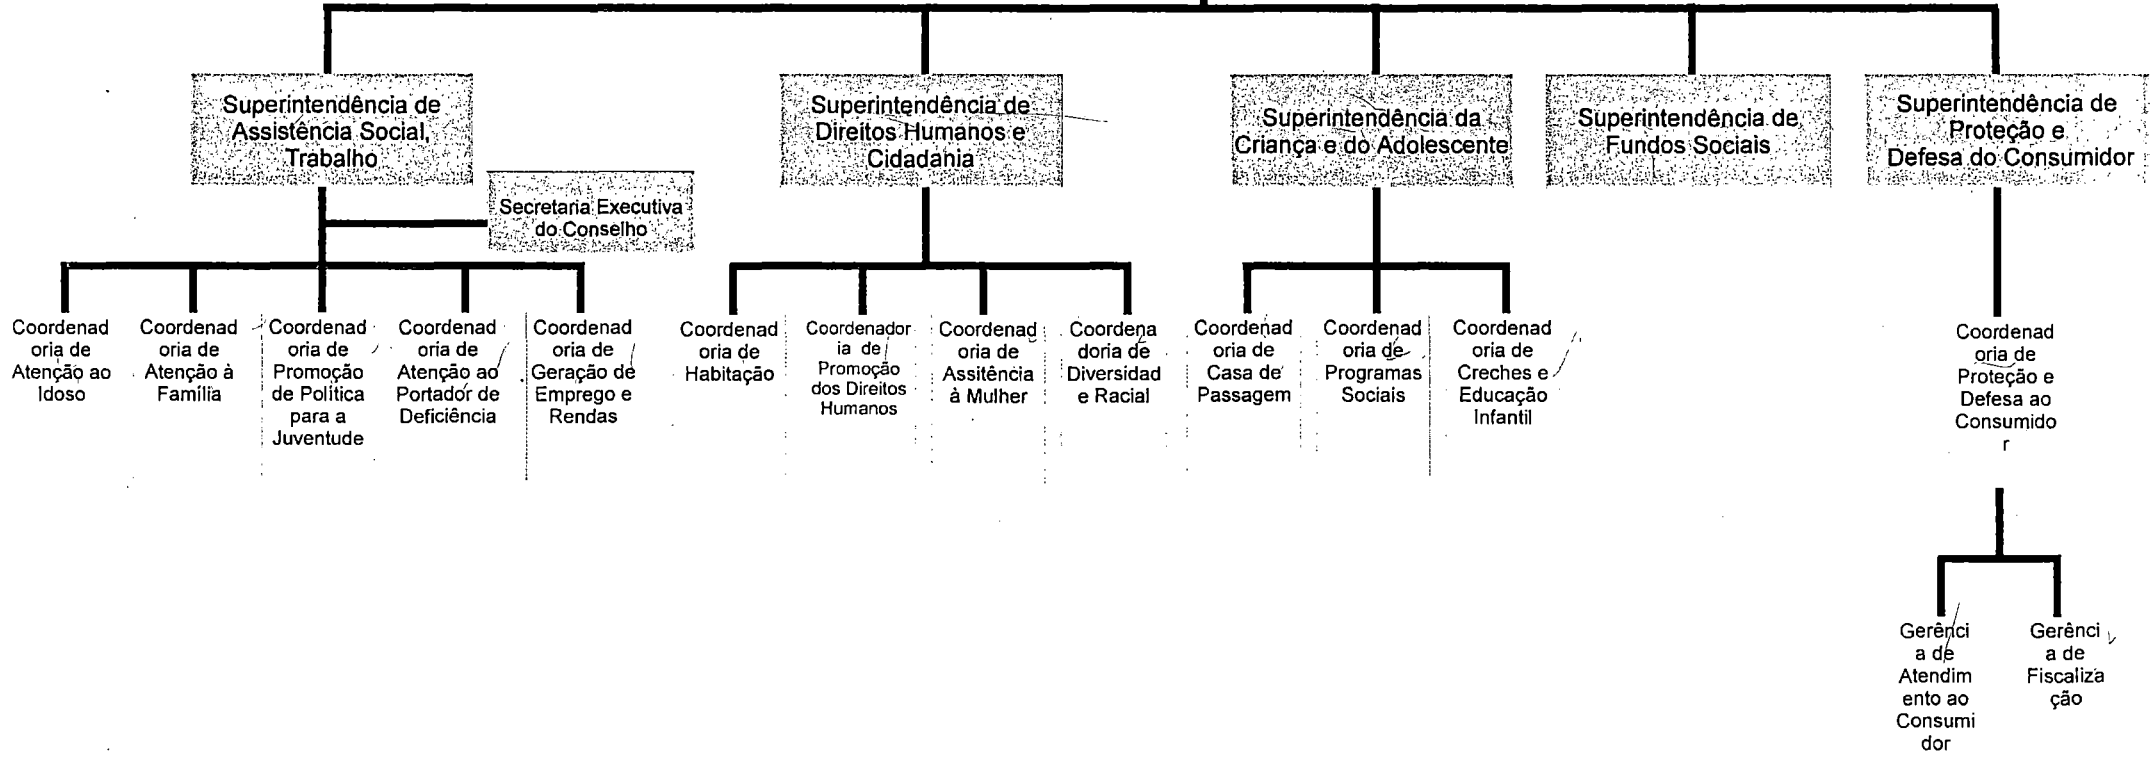 Superintendência de
Assistência Social,
Trabalho
Superintendência de
Direitos Humanos e
Cidadania
Superintendência da
Criança e do Adolescente
Superintendência de
Fundos Sociais
Superintendência de
Proteção e
Defesa do Consumidor
Secretaria Executiva
do Conselho
Coordenad
oria de
Atenção ao
Idoso
Coordenad
oria de
Atenção à
Família
Coordenad
oria de
Promoção
de Política
para a
Juventude
Coordenad
oria de
Atenção ao
Portador de
Deficiência
Coordenad
oria de
Geração de
Emprego e
Rendas
Coordenad
oria de
Habitação
Coordenador
ia de
Promoção
dos Direitos
Humanos
Coordenad
oria de
Assitência
à Mulher
Coordena
doria de
Diversidad
e Racial
Coordenad
oria de
Casa de
Passagem
Coordenad
oria de
Programas
Sociais
Coordenad
oria de
Creches e
Educação
Infantil
Coordenad
oria de
Proteção e
Defesa ao
Consumido
r
Gerênci
a de
Atendim
ento ao
Consumi
dor
Gerênci
a de
Fiscaliza
ção